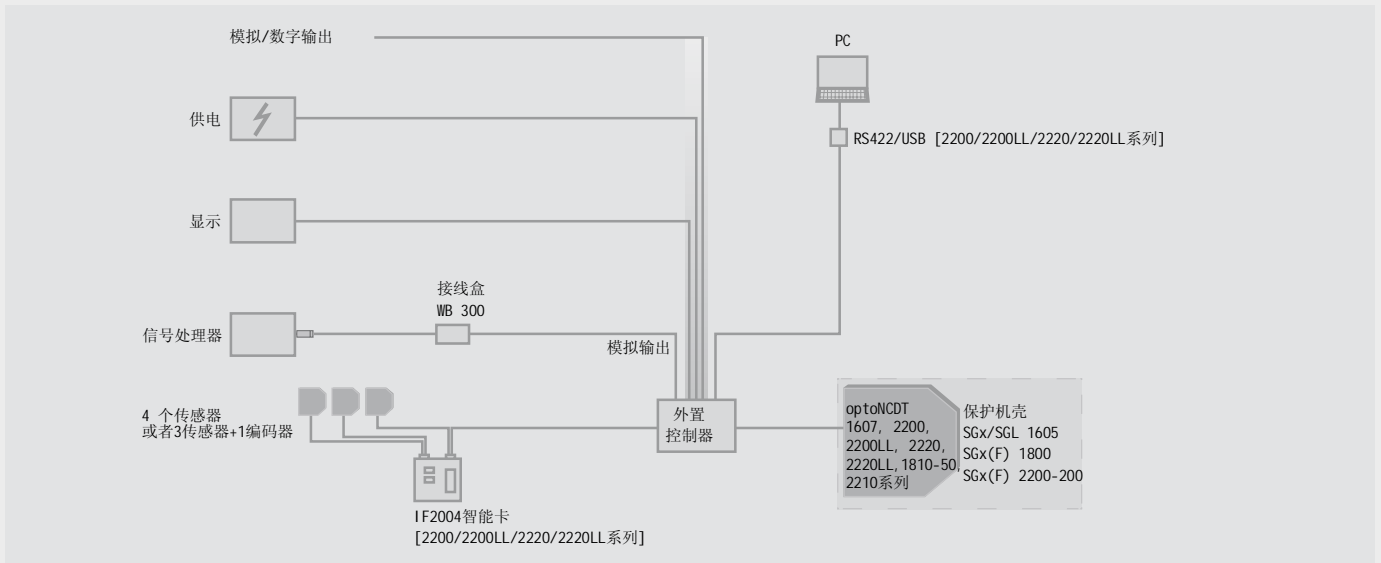 模拟/数字输出
PC
供电
RS422/USB [2200/2200LL/2220/2220LL系列]
显示
接线盒
WB 300
信号处理器
模拟输出
4 个传感器
或者3传感器+1编码器
外置
控制器
optoNCDT
1607, 2200,
2200LL, 2220,
2220LL,1810-50,
2210系列
保护机壳
SGx/SGL 1605
SGx(F) 1800
SGx(F) 2200-200
IF2004智能卡
[2200/2200LL/2220/2220LL系列]